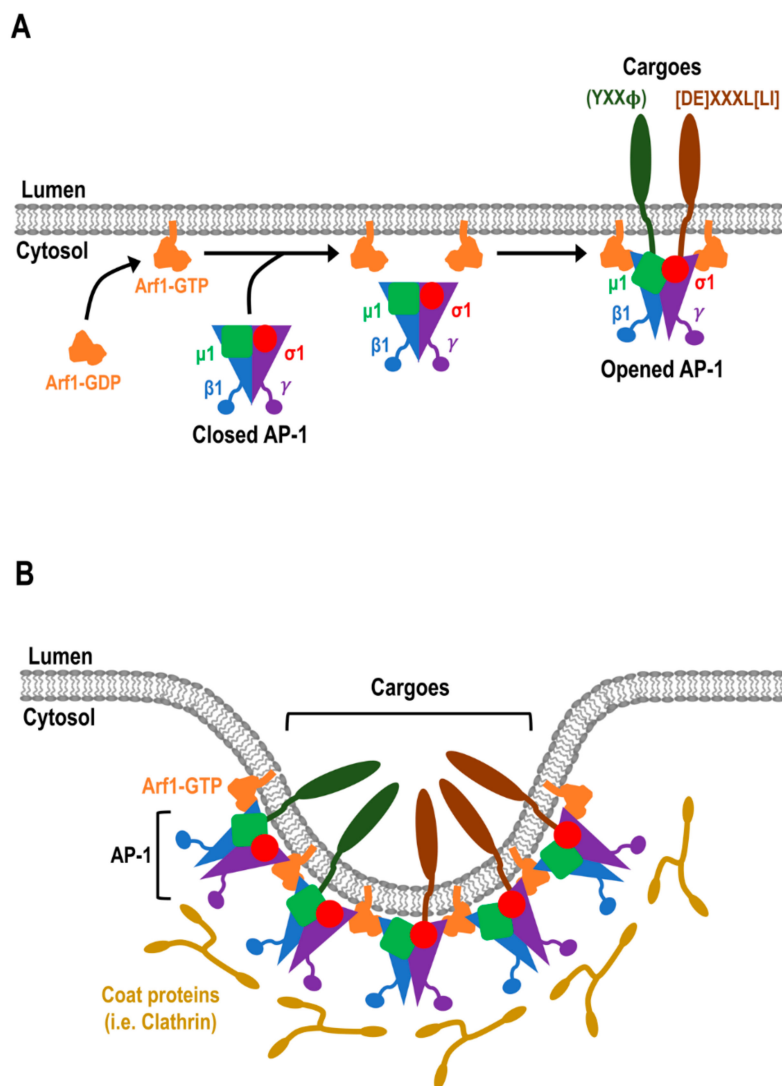 A
Cargoes
(YXXϕ) [DE]XXXL[LI]
Lumen
Cytosol
Arf1-GTP
Arf1-GDP
μ1 σ1
β1 γ
Closed AP-1
μ1 σ1
β1 γ
μ1 σ1
β1 γ
Opened AP-1
B
Lumen
Cytosol
Cargoes
Arf1-GTP
AP-1
Coat proteins
(i.e. Clathrin)